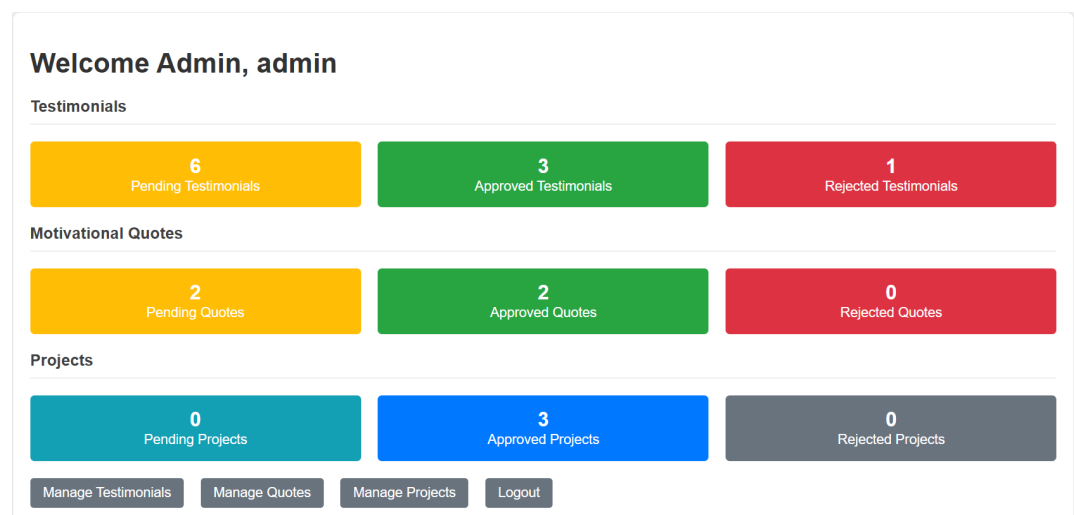 Welcome Admin, admin
Testimonials
6
Pending Testimonials
3
Approved Testimonials
1
Rejected Testimonials
Motivational Quotes
2
Pending Quotes
2
Approved Quotes
0
Rejected Quotes
Projects
0
Pending Projects
3
Approved Projects
0
Rejected Projects
Manage Testimonials
Manage Quotes
Manage Projects
Logout